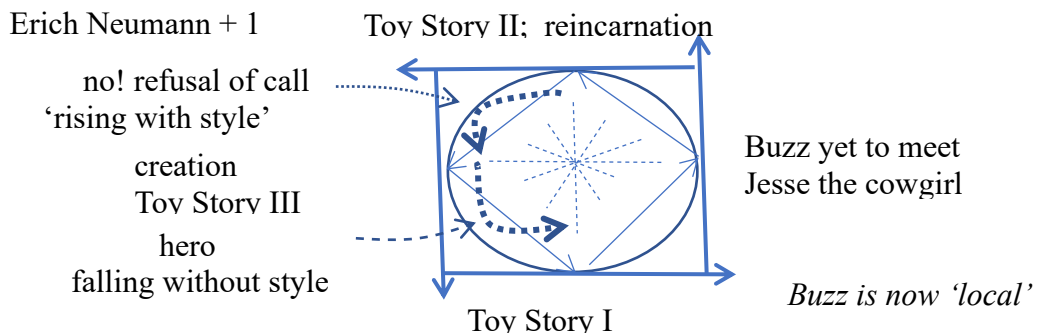 Erich Neumann + 1
Toy Story II;  reincarnation
no! refusal of call
‘rising with style’
creation
Toy Story III
hero
falling without style
Buzz yet to meet
Jesse the cowgirl
Buzz is now ‘local’
Toy Story I